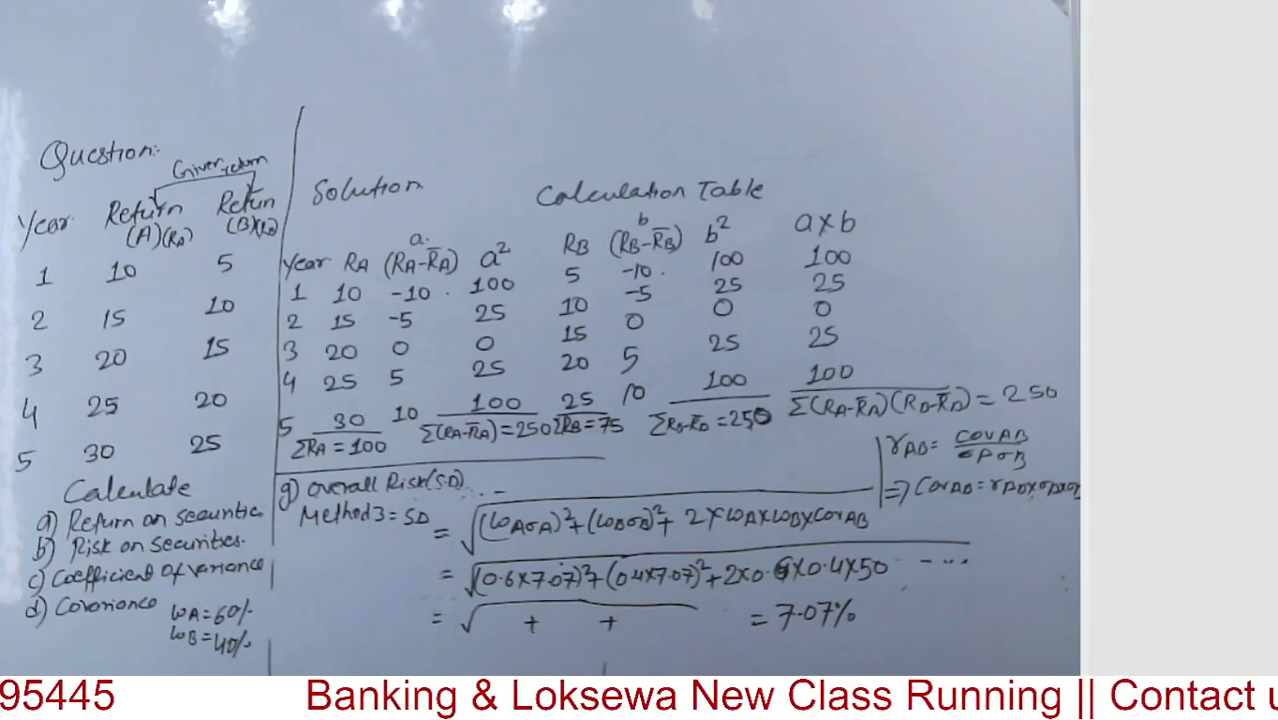 Question:
Given return
Year Return (A)(RA) Return (B)(RB)
1 10 5
2 15 10
3 20 15
4 25 20
5 30 25
Calculate
a) Return on securities
b) Risk on securities.
c) Coefficient of variance
d) Covariance
WA = 60%
WB = 40%
Solution Calculation Table
a. b
Year RA (RA-R̅A) a² RB (RB-R̅B) b² a×b
1 10 -10 100 5 -10 100 100
2 15 -5 25 10 -5 25 25
3 20 0 0 15 0 0 0
4 25 5 25 20 5 25 25
5 30 10 100 25 10 100 100
ΣRA = 100 Σ(RA-R̅A) = 250 ΣRB = 75 ΣRB-R̅B = 250 Σ(RA-R̅A)(RB-R̅B) = 250
rAB = COVAB / σAσB
=> COVAB = rAB×σAσB
g) Overall Risk (S.D)
Method 3 = SD
= √(WAσA)² + (WBσB)² + 2×WA×WB×COVAB
= √(0.6×7.07)² + (0.4×7.07)² + 2×0.6×0.4×50 ....
= √ + + = 7.07%
95445 Banking & Loksewa New Class Running || Contact u